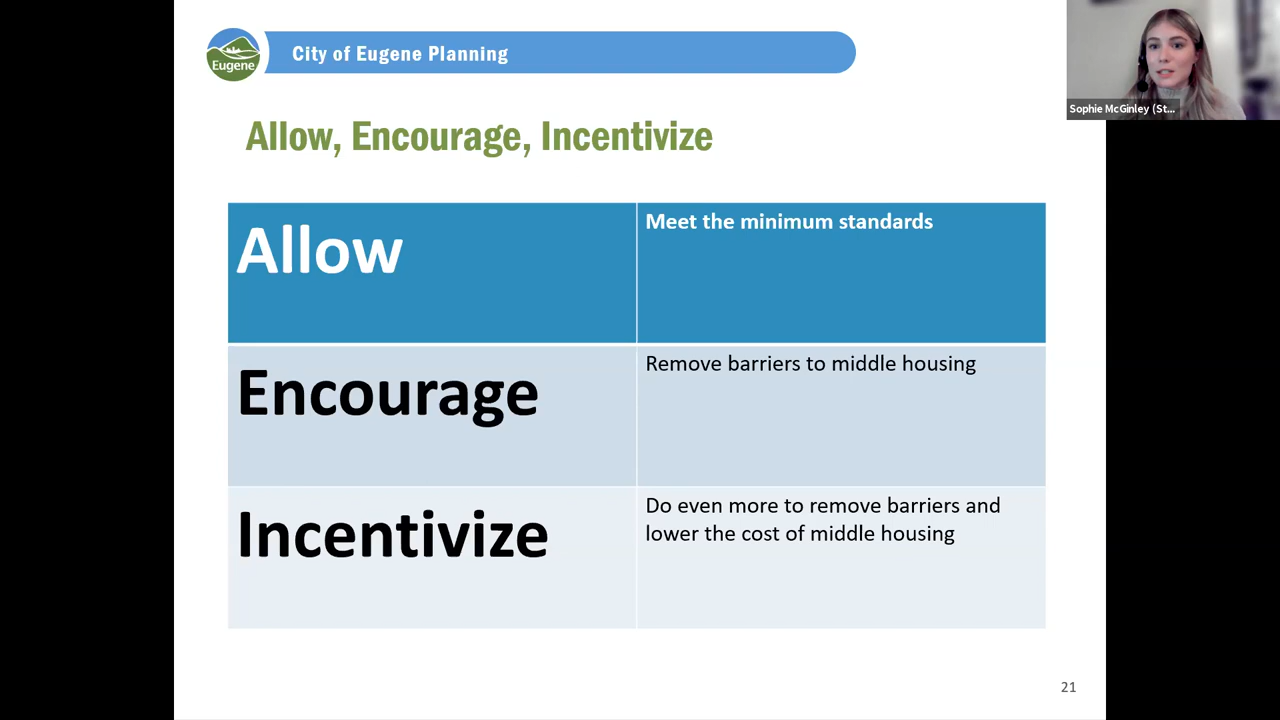 Eugene
City of Eugene Planning
Sophie McGinley (St...
Allow, Encourage, Incentivize
Allow
Meet the minimum standards
Encourage
Remove barriers to middle housing
Incentivize
Do even more to remove barriers and
lower the cost of middle housing
21